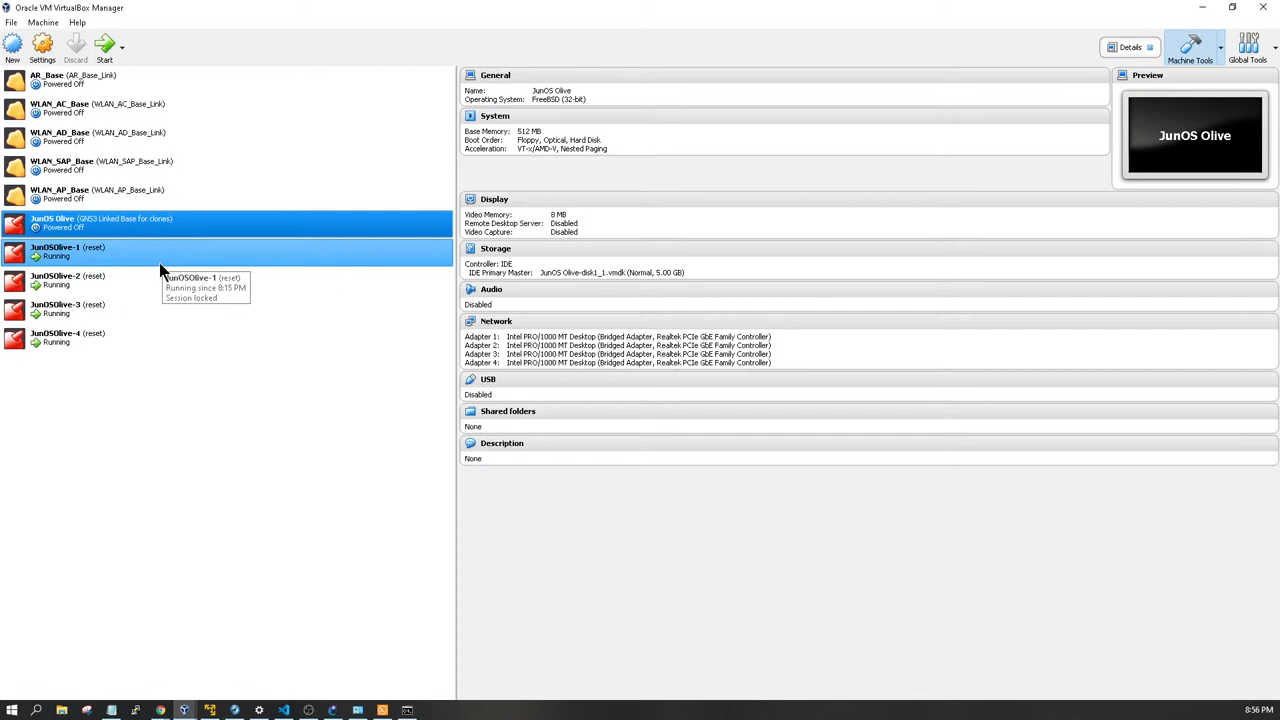 Oracle VM VirtualBox Manager
File Machine Help
New Settings Discard Start
Details Machine Tools Global Tools
AR_Base (AR_Base_Link)
Powered Off
WLAN_AC_Base (WLAN_AC_Base_Link)
Powered Off
WLAN_AD_Base (WLAN_AD_Base_Link)
Powered Off
WLAN_SAP_Base (WLAN_SAP_Base_Link)
Powered Off
WLAN_AP_Base (WLAN_AP_Base_Link)
Powered Off
JunOS Olive (GNS3 Linked Base for clones)
Powered Off
JunOSOlive-1 (reset)
Running
JunOSOlive-1 (reset)
Running since 8:15 PM
Session locked
JunOSOlive-2 (reset)
Running
JunOSOlive-3 (reset)
Running
JunOSOlive-4 (reset)
Running
General
Name: JunOS Olive
Operating System: FreeBSD (32-bit)
System
Base Memory: 512 MB
Boot Order: Floppy, Optical, Hard Disk
Acceleration: VT-x/AMD-V, Nested Paging
Preview
JunOS Olive
Display
Video Memory: 8 MB
Remote Desktop Server: Disabled
Video Capture: Disabled
Storage
Controller: IDE
IDE Primary Master: JunOS Olive-disk1_1.vmdk (Normal, 5.00 GB)
Audio
Disabled
Network
Adapter 1: Intel PRO/1000 MT Desktop (Bridged Adapter, Realtek PCIe GbE Family Controller)
Adapter 2: Intel PRO/1000 MT Desktop (Bridged Adapter, Realtek PCIe GbE Family Controller)
Adapter 3: Intel PRO/1000 MT Desktop (Bridged Adapter, Realtek PCIe GbE Family Controller)
Adapter 4: Intel PRO/1000 MT Desktop (Bridged Adapter, Realtek PCIe GbE Family Controller)
USB
Disabled
Shared folders
None
Description
None
8:56 PM